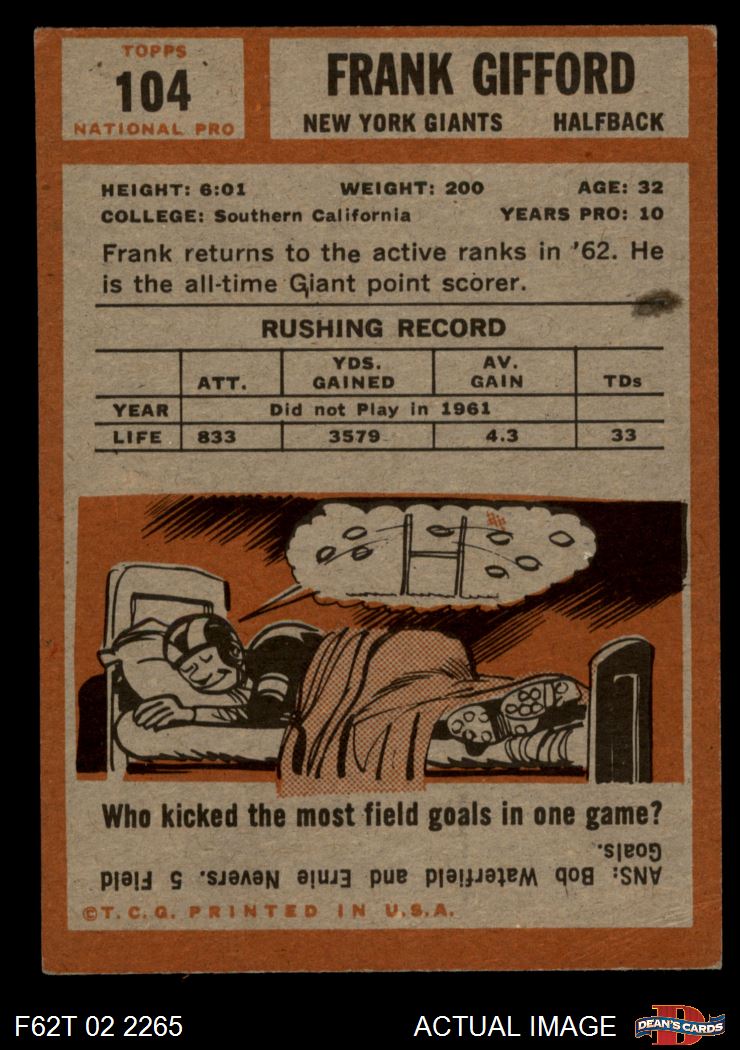 TOPPS
104
NATIONAL PRO
FRANK GIFFORD
NEW YORK GIANTS HALFBACK
HEIGHT: 6:01 WEIGHT: 200 AGE: 32
COLLEGE: Southern California YEARS PRO: 10
Frank returns to the active ranks in '62. He
is the all-time Giant point scorer.
RUSHING RECORD
ATT. YDS. GAINED AV. GAIN TDs
YEAR Did not Play in 1961
LIFE 833 3579 4.3 33
Who kicked the most field goals in one game?
ANS: Bob Waterfield and Ernie Nevers. 5 Field
Goals.
©T.C.G. PRINTED IN U.S.A.
F62T 02 2265 ACTUAL IMAGE D DEAN'S CARDS